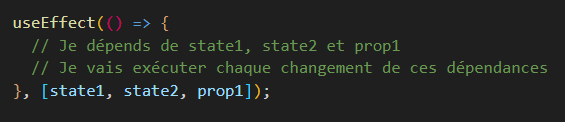 useEffect(() => {
// Je dépends de state1, state2 et prop1
// Je vais exécuter chaque changement de ces dépendances
}, [state1, state2, prop1]);